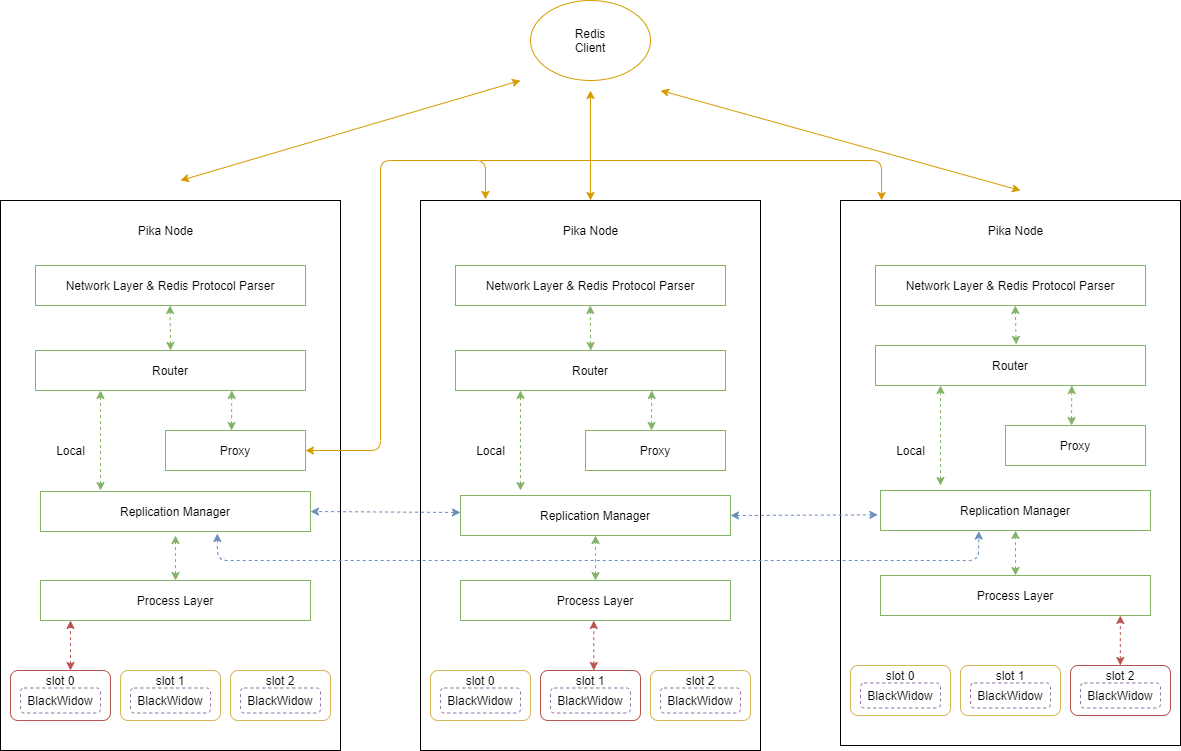 Redis
Client
Pika Node
Network Layer & Redis Protocol Parser
Router
Local
Proxy
Replication Manager
Process Layer
slot 0
BlackWidow
slot 1
BlackWidow
slot 2
BlackWidow
Pika Node
Network Layer & Redis Protocol Parser
Router
Local
Proxy
Replication Manager
Process Layer
slot 0
BlackWidow
slot 1
BlackWidow
slot 2
BlackWidow
Pika Node
Network Layer & Redis Protocol Parser
Router
Local
Proxy
Replication Manager
Process Layer
slot 0
BlackWidow
slot 1
BlackWidow
slot 2
BlackWidow